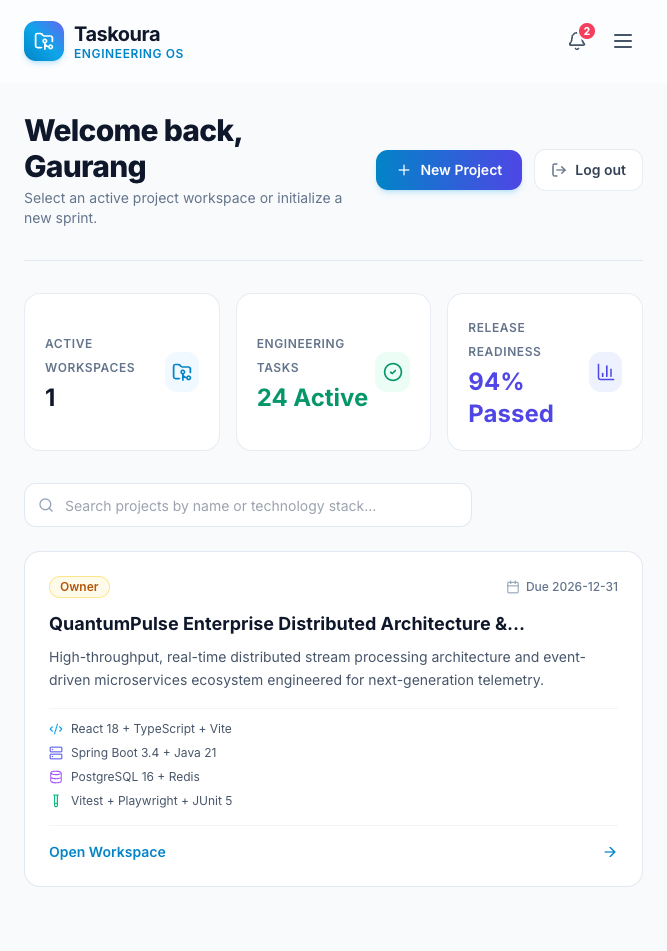 Taskoura
ENGINEERING OS
2
Welcome back,
Gaurang
Select an active project workspace or initialize a
new sprint.
New Project
Log out
ACTIVE
WORKSPACES
1
ENGINEERING
TASKS
24 Active
RELEASE
READINESS
94%
Passed
Search projects by name or technology stack...
Owner
Due 2026-12-31
QuantumPulse Enterprise Distributed Architecture &...
High-throughput, real-time distributed stream processing architecture and event-
driven microservices ecosystem engineered for next-generation telemetry.
React 18 + TypeScript + Vite
Spring Boot 3.4 + Java 21
PostgreSQL 16 + Redis
Vitest + Playwright + JUnit 5
Open Workspace